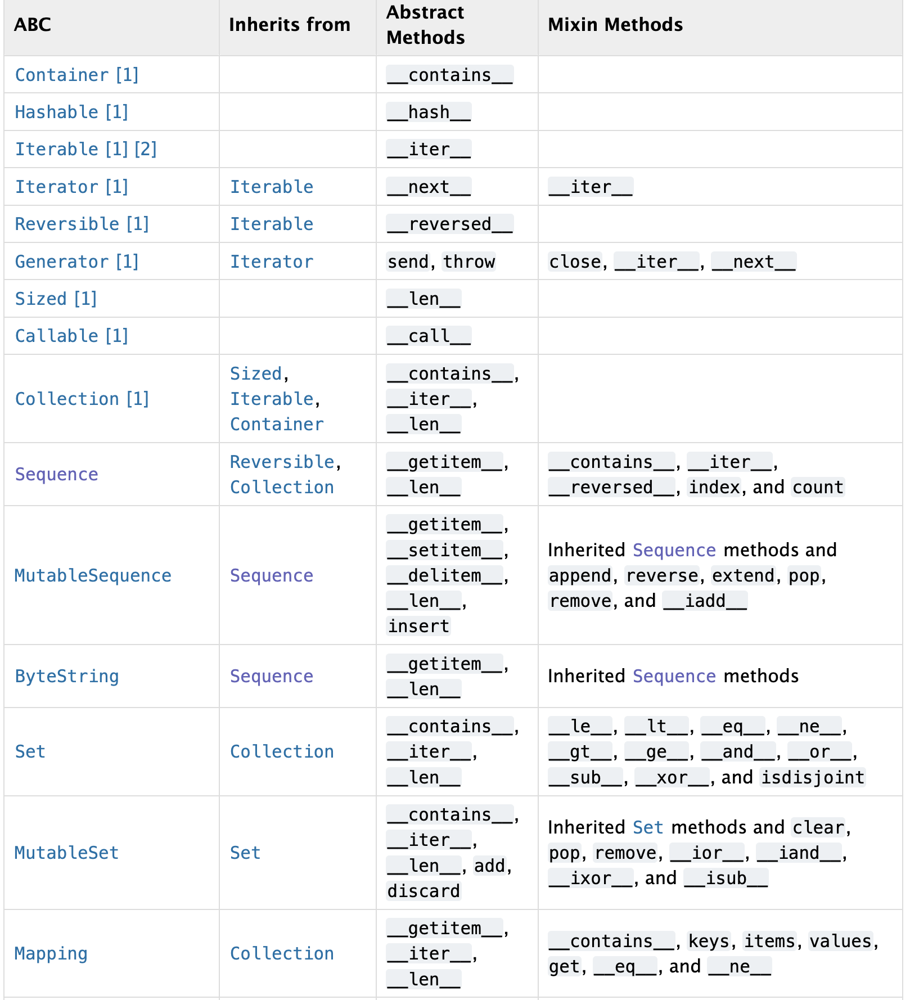 ABC Inherits from Abstract Methods Mixin Methods
Container [1] __contains__
Hashable [1] __hash__
Iterable [1] [2] __iter__
Iterator [1] Iterable __next__ __iter__
Reversible [1] Iterable __reversed__
Generator [1] Iterator send, throw close, __iter__, __next__
Sized [1] __len__
Callable [1] __call__
Collection [1]
Sized,
Iterable,
Container
__contains__,
__iter__,
__len__
Sequence
Reversible,
Collection
__getitem__,
__len__
__contains__, __iter__,
__reversed__, index, and count
MutableSequence
Sequence
__getitem__,
__setitem__,
__delitem__,
__len__,
insert
Inherited Sequence methods and
append, reverse, extend, pop,
remove, and __iadd__
ByteString
Sequence
__getitem__,
__len__
Inherited Sequence methods
Set
Collection
__contains__,
__iter__,
__len__
__le__, __lt__, __eq__, __ne__,
__gt__, __ge__, __and__, __or__,
__sub__, __xor__, and isdisjoint
MutableSet
Set
__contains__,
__iter__,
__len__, add,
discard
Inherited Set methods and clear,
pop, remove, __ior__, __iand__,
__ixor__, and __isub__
Mapping
Collection
__getitem__,
__iter__,
__len__
__contains__, keys, items, values,
get, __eq__, and __ne__